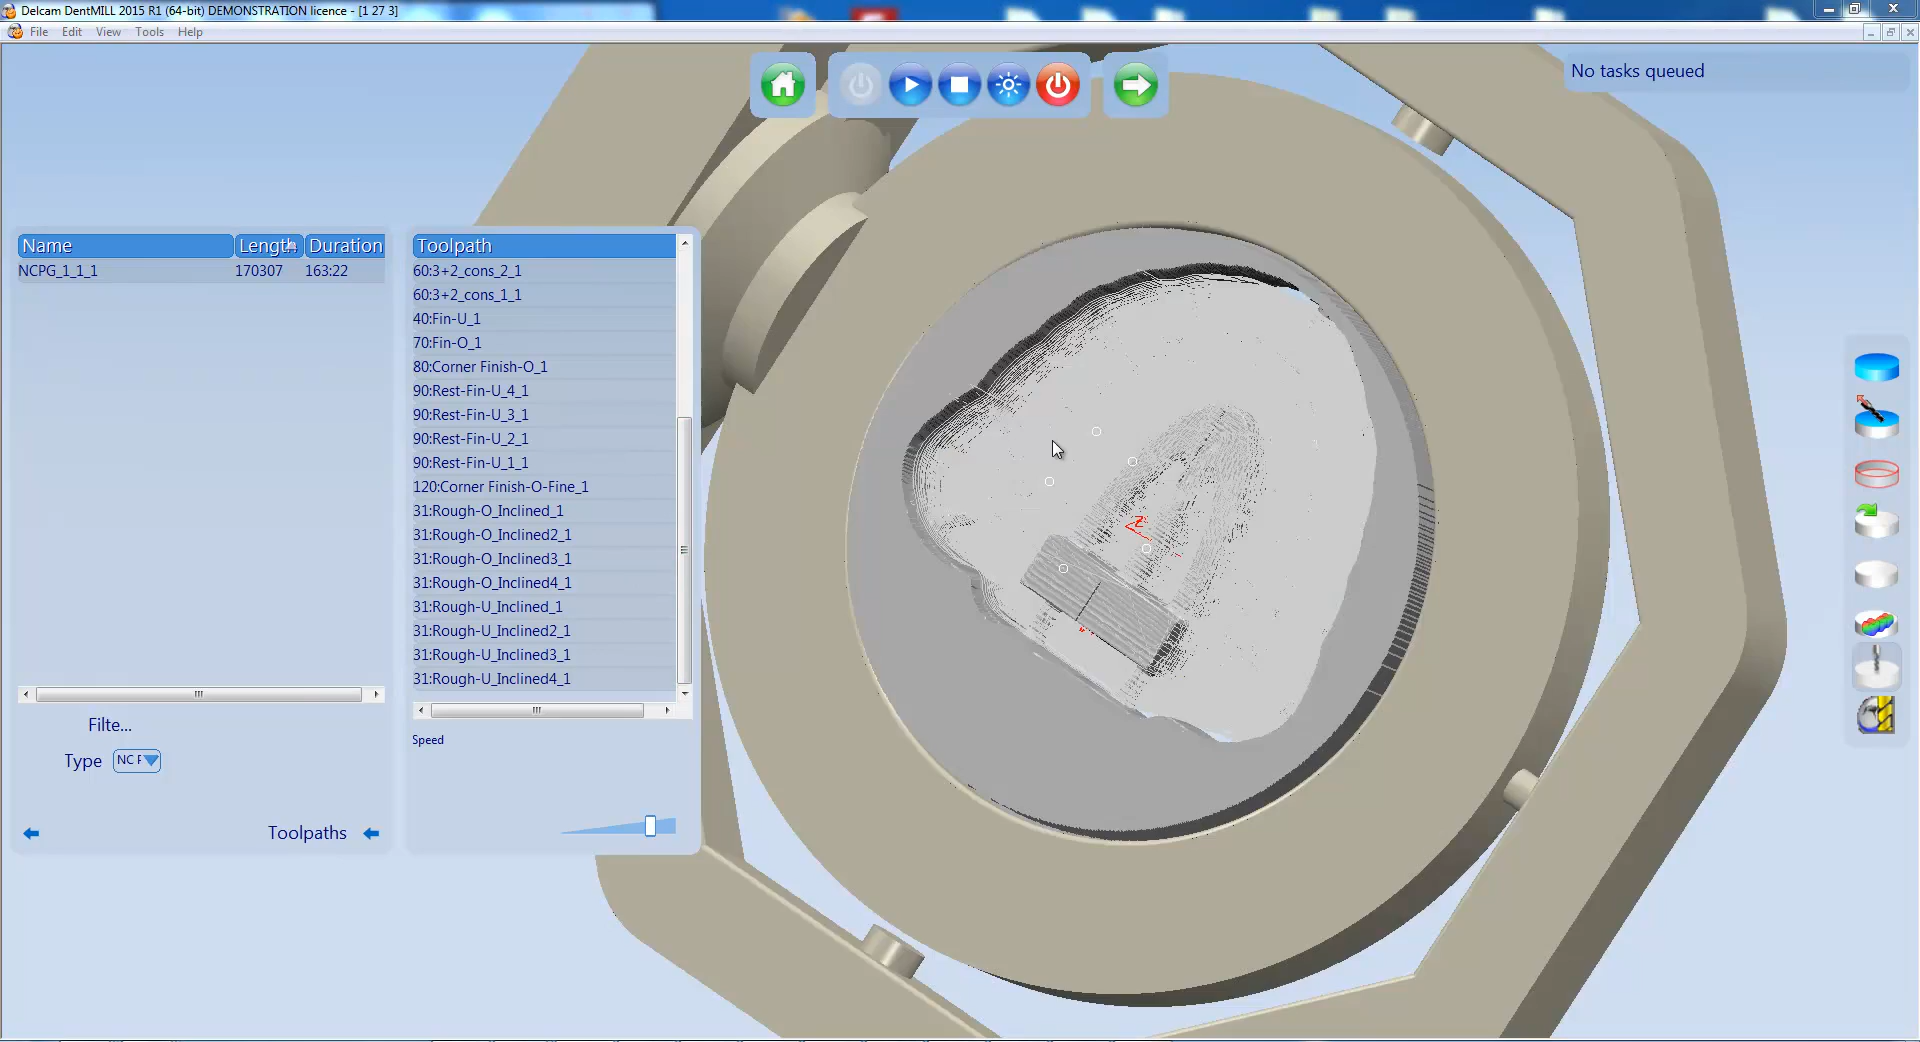 Delcam DentMILL 2015 R1 (64-bit) DEMONSTRATION licence - [1 27 3]
File Edit View Tools Help
No tasks queued
Name Length Duration
NCPG_1_1_1 170307 163:22
Filte...
Type NC F
Toolpaths
Toolpath
60:3+2_cons_2_1
60:3+2_cons_1_1
40:Fin-U_1
70:Fin-O_1
80:Corner Finish-O_1
90:Rest-Fin-U_4_1
90:Rest-Fin-U_3_1
90:Rest-Fin-U_2_1
90:Rest-Fin-U_1_1
120:Corner Finish-O-Fine_1
31:Rough-O_Inclined_1
31:Rough-O_Inclined2_1
31:Rough-O_Inclined3_1
31:Rough-O_Inclined4_1
31:Rough-U_Inclined_1
31:Rough-U_Inclined2_1
31:Rough-U_Inclined3_1
31:Rough-U_Inclined4_1
Speed
Z